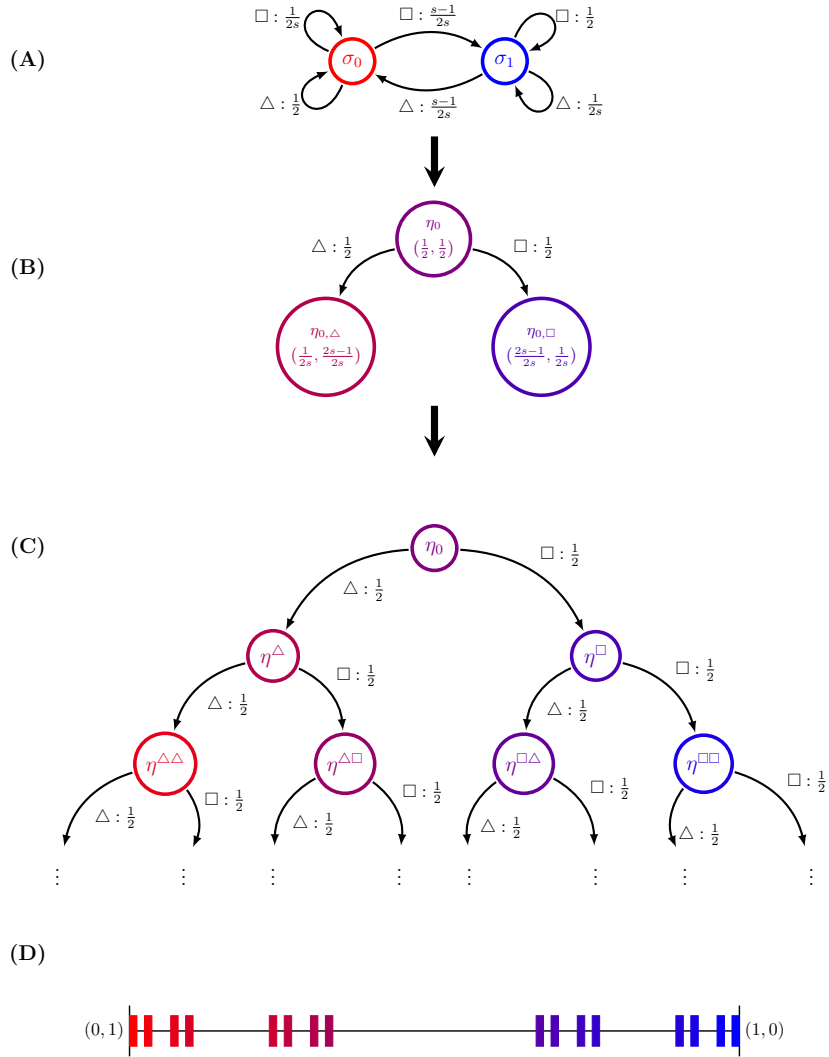 (A)
□ : 1/2s
□ : s−1/2s
□ : 1/2
σ₀
σ₁
△ : 1/2
△ : s−1/2s
△ : 1/2s
(B)
η₀
(1/2, 1/2)
△ : 1/2
□ : 1/2
η₀,△
(1/2s, 2s−1/2s)
η₀,□
(2s−1/2s, 1/2s)
(C)
η₀
△ : 1/2
□ : 1/2
η^△
η^□
△ : 1/2
□ : 1/2
△ : 1/2
□ : 1/2
η^△△
η^△□
η^□△
η^□□
△ : 1/2
□ : 1/2
△ : 1/2
□ : 1/2
△ : 1/2
□ : 1/2
△ : 1/2
□ : 1/2
⋮ ⋮ ⋮ ⋮ ⋮ ⋮ ⋮ ⋮
(D)
(0, 1)
(1, 0)